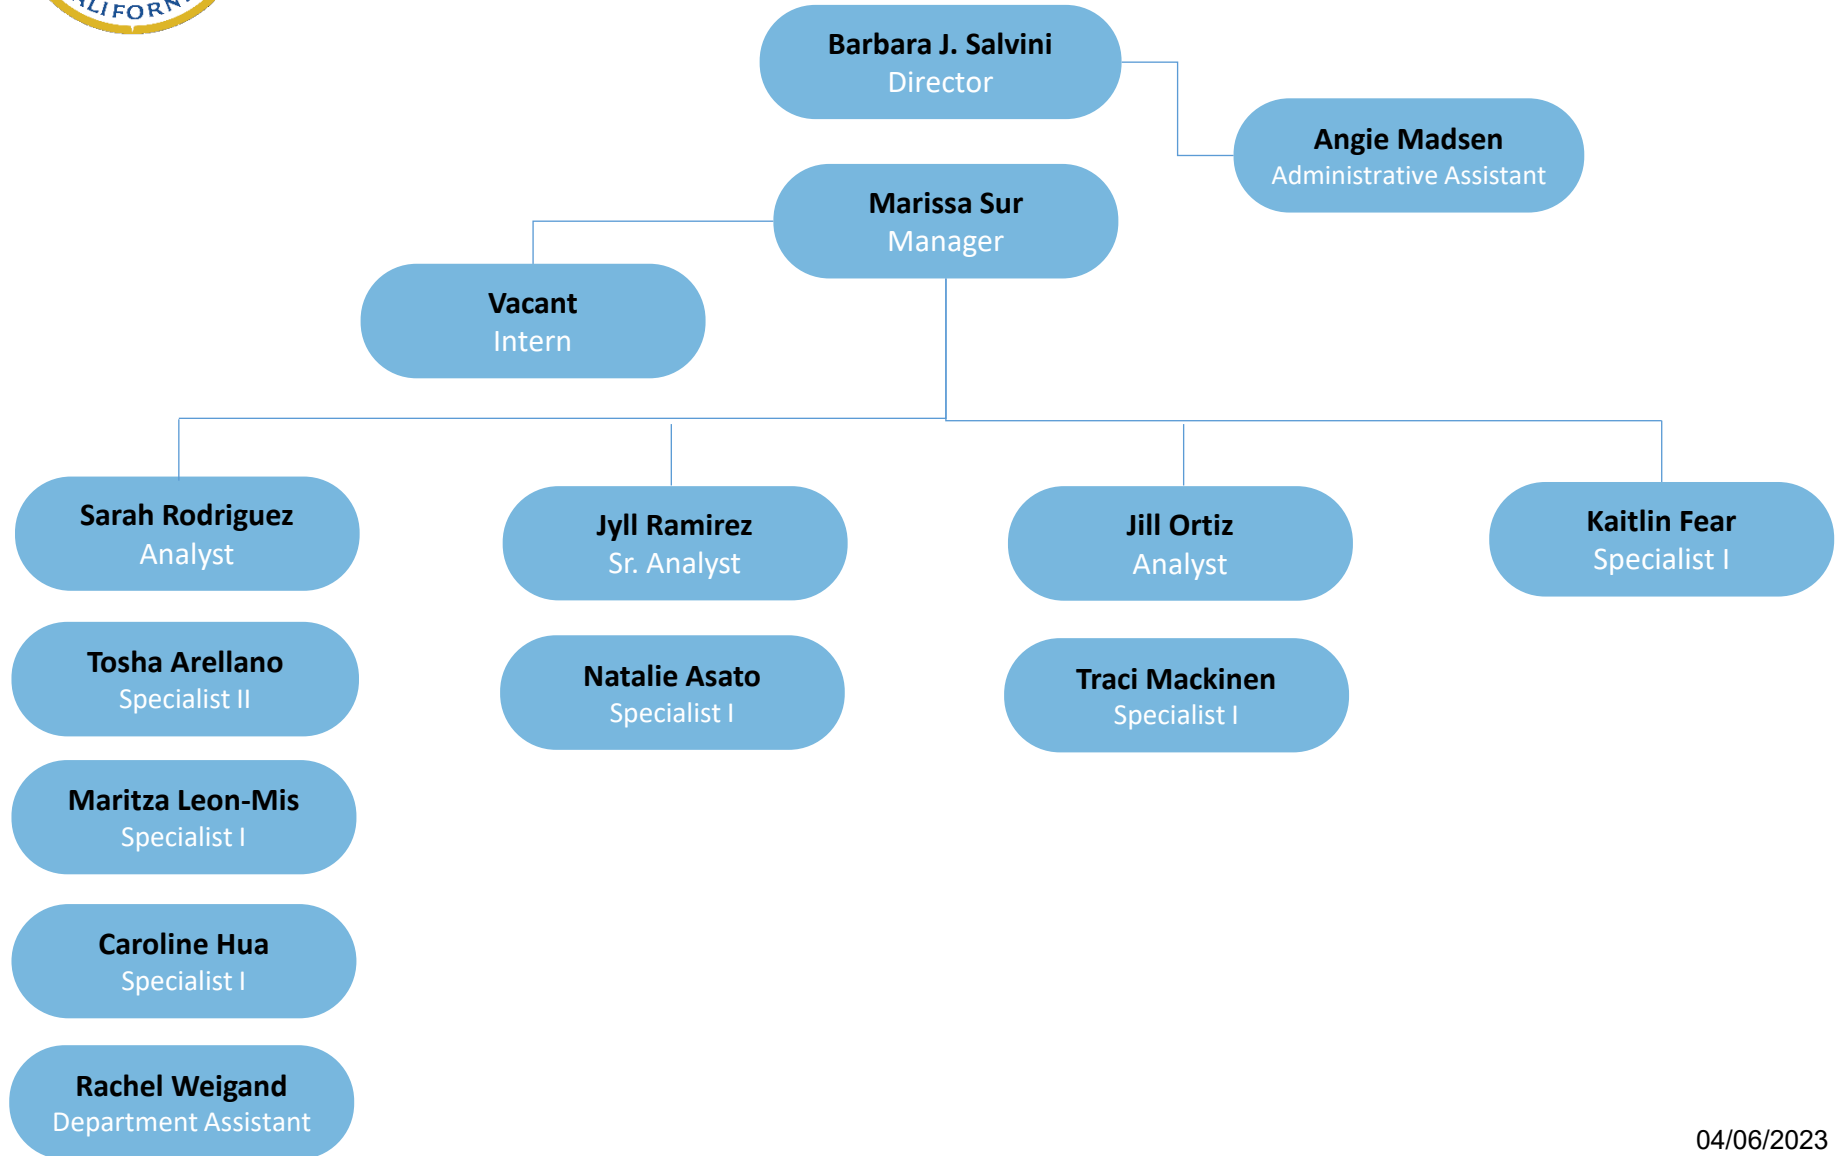 Barbara J. Salvini
Director
Angie Madsen
Administrative Assistant
Marissa Sur
Manager
Vacant
Intern
Sarah Rodriguez
Analyst
Jyll Ramirez
Sr. Analyst
Jill Ortiz
Analyst
Kaitlin Fear
Specialist I
Tosha Arellano
Specialist II
Natalie Asato
Specialist I
Traci Mackinen
Specialist I
Maritza Leon-Mis
Specialist I
Caroline Hua
Specialist I
Rachel Weigand
Department Assistant
04/06/2023